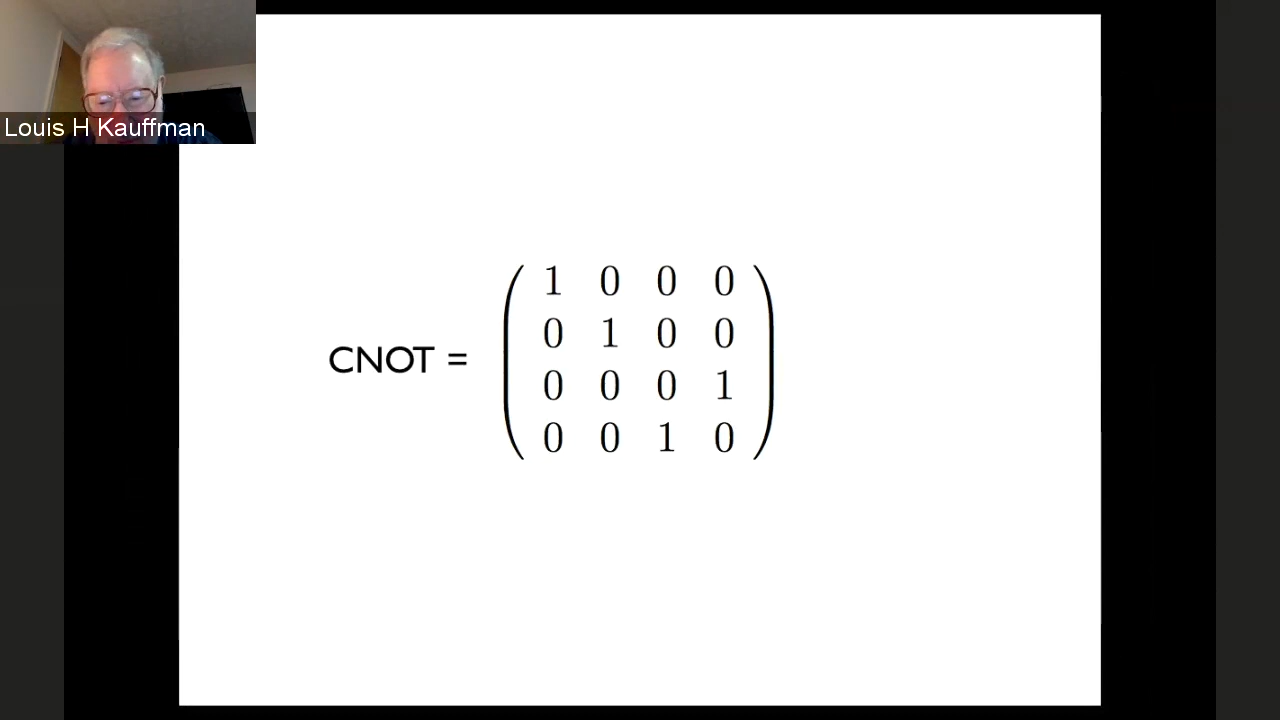 Louis H Kauffman
1 0 0 0
0 1 0 0
CNOT =
0 0 0 1
0 0 1 0